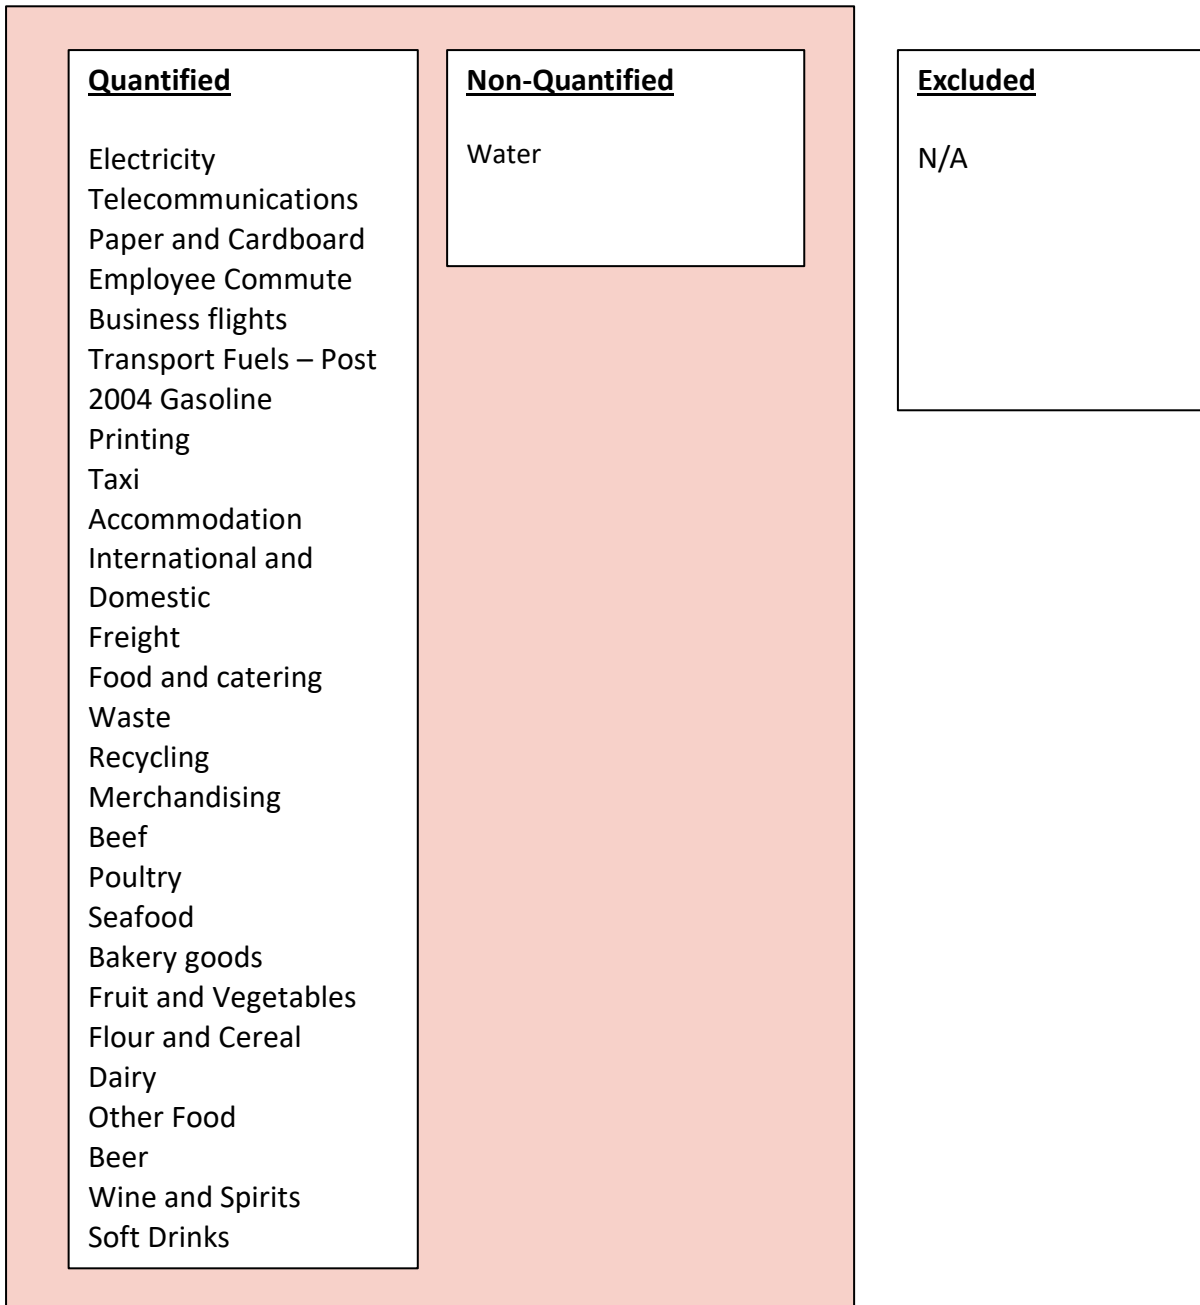 Quantified
Electricity
Telecommunications
Paper and Cardboard
Employee Commute
Business flights
Transport Fuels – Post
2004 Gasoline
Printing
Taxi
Accommodation
International and
Domestic
Freight
Food and catering
Waste
Recycling
Merchandising
Beef
Poultry
Seafood
Bakery goods
Fruit and Vegetables
Flour and Cereal
Dairy
Other Food
Beer
Wine and Spirits
Soft Drinks
Non-Quantified
Water
Excluded
N/A